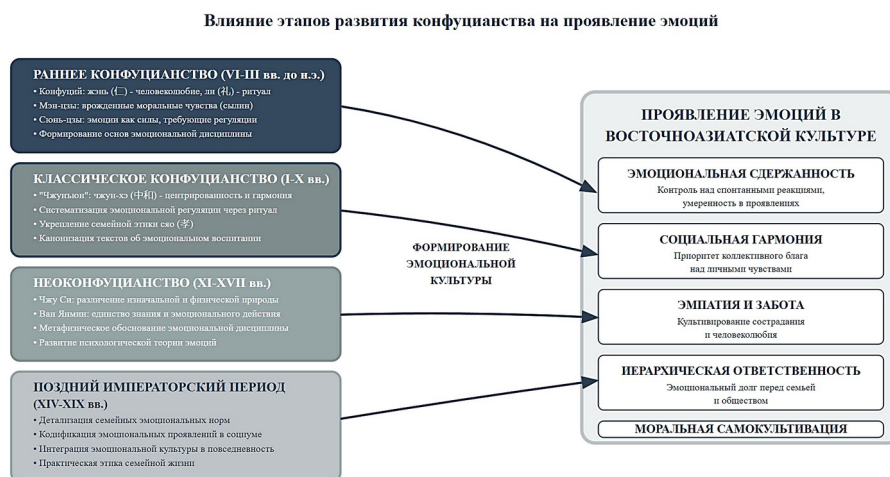 Влияние этапов развития конфуцианства на проявление эмоций
РАННЕЕ КОНФУЦИАНСТВО (VI-III вв. до н.э.)
• Конфуций: жэнь (仁) - человеколюбие, ли (礼) - ритуал
• Мэн-цзы: врожденные моральные чувства (сылин)
• Сюнь-цзы: эмоции как силы, требующие регуляции
• Формирование основ эмоциональной дисциплины
КЛАССИЧЕСКОЕ КОНФУЦИАНСТВО (I-X вв.)
• "Чжунъюн": чжун-хэ (中和) - центрированность и гармония
• Систематизация эмоциональной регуляции через ритуал
• Укрепление семейной этики сяо (孝)
• Канонизация текстов об эмоциональном воспитании
НЕОКОНФУЦИАНСТВО (XI-XVII вв.)
• Чжу Си: различение изначальной и физической природы
• Ван Янмин: единство знания и эмоционального действия
• Метафизическое обоснование эмоциональной дисциплины
• Развитие психологической теории эмоций
ПОЗДНИЙ ИМПЕРАТОРСКИЙ ПЕРИОД
(XIV-XIX вв.)
• Детализация семейных эмоциональных норм
• Кодификация эмоциональных проявлений в социуме
• Интеграция эмоциональной культуры в повседневность
• Практическая этика семейной жизни
ФОРМИРОВАНИЕ
ЭМОЦИОНАЛЬНОЙ
КУЛЬТУРЫ
ПРОЯВЛЕНИЕ ЭМОЦИЙ В
ВОСТОЧНОАЗИАТСКОЙ КУЛЬТУРЕ
ЭМОЦИОНАЛЬНАЯ СДЕРЖАННОСТЬ
Контроль над спонтанными реакциями,
умеренность в проявлениях
СОЦИАЛЬНАЯ ГАРМОНИЯ
Приоритет коллективного блага
над личными чувствами
ЭМПАТИЯ И ЗАБОТА
Культивирование сострадания
и человеколюбия
ИЕРАРХИЧЕСКАЯ ОТВЕТСТВЕННОСТЬ
Эмоциональный долг перед семьей
и обществом
МОРАЛЬНАЯ САМОКУЛЬТИВАЦИЯ